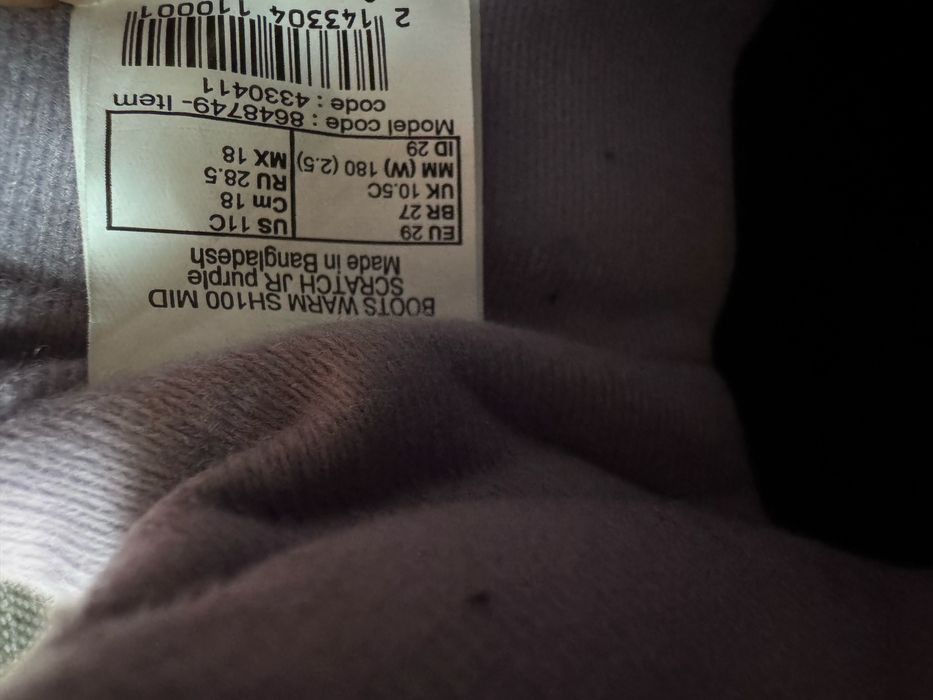 BOOTS WARM SH100 MID
SCRATCH JR purple
Made in Bangladesh
EU 29
BR 27
UK 10.5C
MM (W) 180 (2.5)
ID 29
US 11C
Cm 18
RU 28.5
MX 18
Model code : 8648749- Item
code : 4330411
2 143304 110001